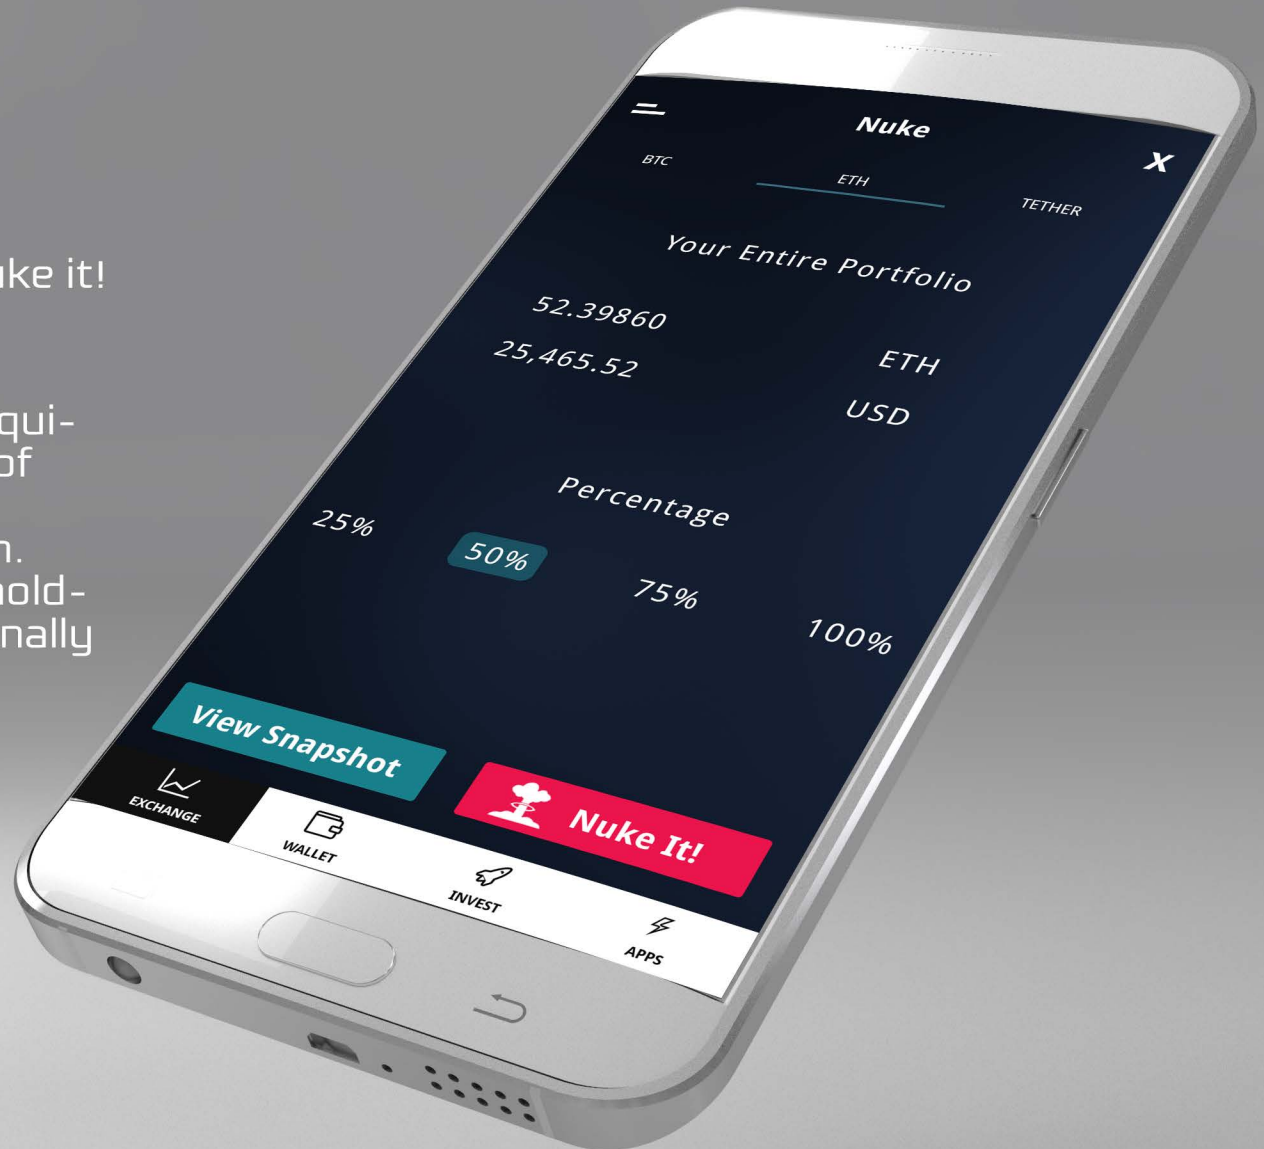 ke it!
qui-
of
n.
hold-
nally
Nuke
X
BTC
ETH
TETHER
Your Entire Portfolio
52.39860
ETH
25,465.52
USD
Percentage
25%
50%
75%
100%
View Snapshot
Nuke It!
EXCHANGE
WALLET
INVEST
APPS